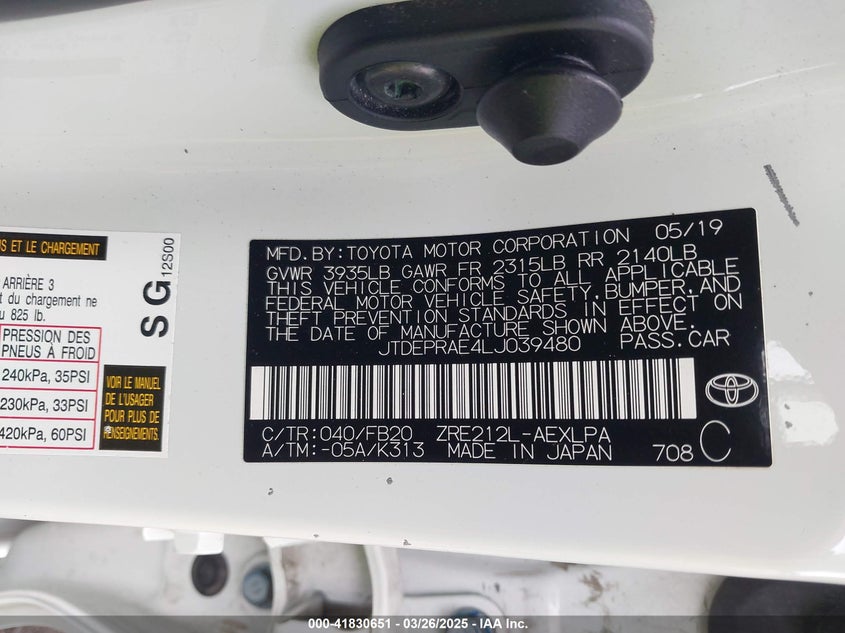 US ET LE CHARGEMENT
ARRIÈRE 3
t du chargement ne
u 825 lb.
PRESSION DES
PNEUS À FROID
240kPa, 35PSI
230kPa, 33PSI
420kPa, 60PSI
VOIR LE MANUEL
DE L'USAGER
POUR PLUS DE
RENSEIGNEMENTS.
SG 12S00
MFD. BY: TOYOTA MOTOR CORPORATION 05/19
GVWR 3935LB GAWR FR 2315LB RR 2140LB
THIS VEHICLE CONFORMS TO ALL APPLICABLE
FEDERAL MOTOR VEHICLE SAFETY, BUMPER, AND
THEFT PREVENTION STANDARDS IN EFFECT ON
THE DATE OF MANUFACTURE SHOWN ABOVE.
JTDEPRAE4LJ039480 PASS. CAR
C/TR: 040/FB20 ZRE212L-AEXLPA
A/TM: -05A/K313 MADE IN JAPAN 708 C
000-41830651 - 03/26/2025 - IAA Inc.